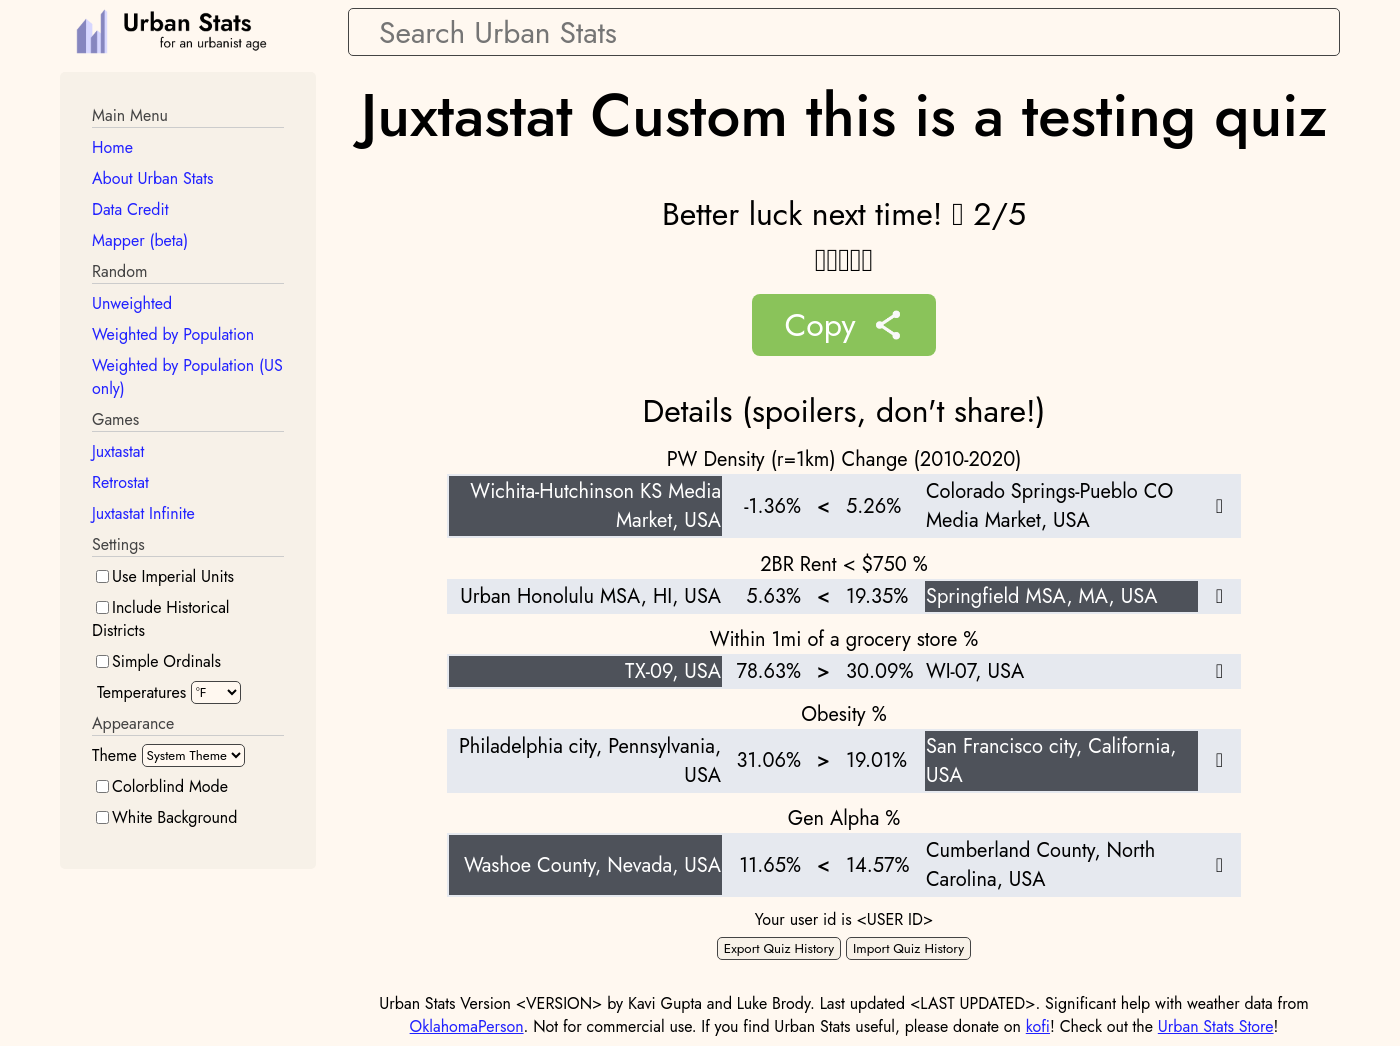 Urban Stats
for an urbanist age
Search Urban Stats
Main Menu
Home
About Urban Stats
Data Credit
Mapper (beta)
Random
Unweighted
Weighted by Population
Weighted by Population (US
only)
Games
Juxtastat
Retrostat
Juxtastat Infinite
Settings
Use Imperial Units
Include Historical
Districts
Simple Ordinals
Temperatures °F
Appearance
Theme System Theme
Colorblind Mode
White Background
Juxtastat Custom this is a testing quiz
Better luck next time! 2/5
Copy
Details (spoilers, don't share!)
PW Density (r=1km) Change (2010-2020)
Wichita-Hutchinson KS Media
Market, USA
-1.36% < 5.26%
Colorado Springs-Pueblo CO
Media Market, USA
2BR Rent < $750 %
Urban Honolulu MSA, HI, USA 5.63% < 19.35% Springfield MSA, MA, USA
Within 1mi of a grocery store %
TX-09, USA 78.63% > 30.09% WI-07, USA
Obesity %
Philadelphia city, Pennsylvania,
USA
31.06% > 19.01%
San Francisco city, California,
USA
Gen Alpha %
Washoe County, Nevada, USA 11.65% < 14.57%
Cumberland County, North
Carolina, USA
Your user id is <USER ID>
Export Quiz History Import Quiz History
Urban Stats Version <VERSION> by Kavi Gupta and Luke Brody. Last updated <LAST UPDATED>. Significant help with weather data from
OklahomaPerson. Not for commercial use. If you find Urban Stats useful, please donate on kofi! Check out the Urban Stats Store!